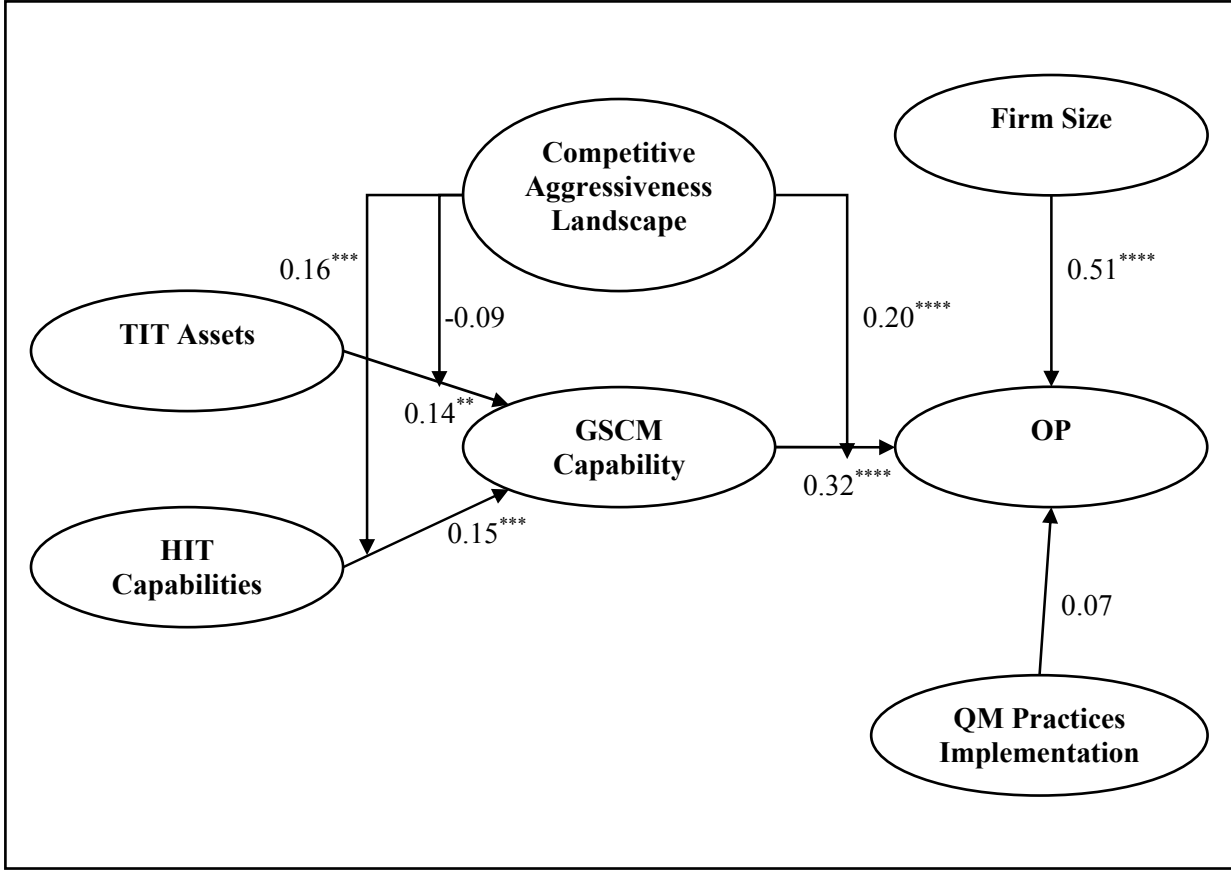 Firm Size
Competitive
Aggressiveness
Landscape
0.16***
0.51****
-0.09
0.20****
TIT Assets
0.14**
GSCM
Capability
OP
0.32****
0.15***
HIT
Capabilities
0.07
QM Practices
Implementation